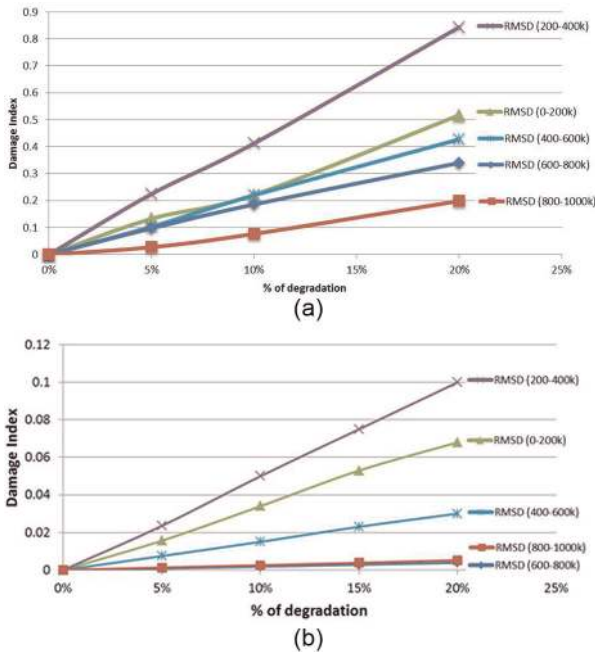 0.9
0.8
0.7
0.6
0.5
0.4
0.3
0.2
0.1
0
Damage Index
RMSD (200-400k)
RMSD (0-200k)
RMSD (400-600k)
RMSD (600-800k)
RMSD (800-1000k)
0% 5% 10% 15% 20% 25%
% of degradation
(a)
0.12
0.1
0.08
0.06
0.04
0.02
0
Damage Index
RMSD (200-400k)
RMSD (0-200k)
RMSD (400-600k)
RMSD (800-1000k)
RMSD (600-800k)
0% 5% 10% 15% 20% 25%
% of degradation
(b)